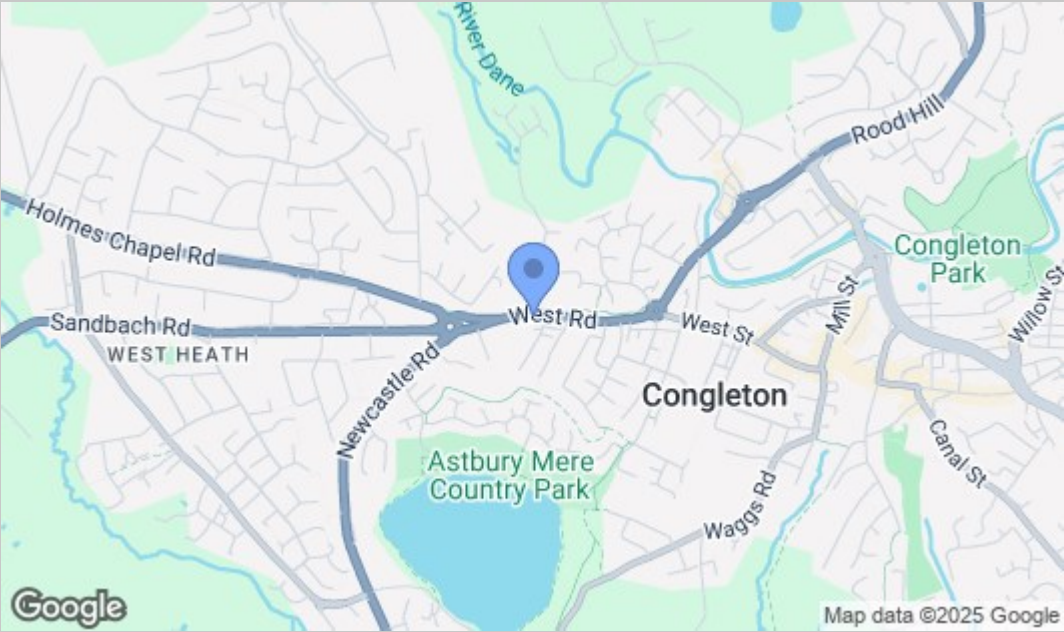 River Dane
Rood Hill
Holmes Chapel Rd
Congleton
Park
Willow St
Mill St
West Rd
West St
Sandbach Rd
WEST HEATH
Newcastle Rd
Congleton
Canal St
Astbury Mere
Country Park
Waggs Rd
Google
Map data ©2025 Google